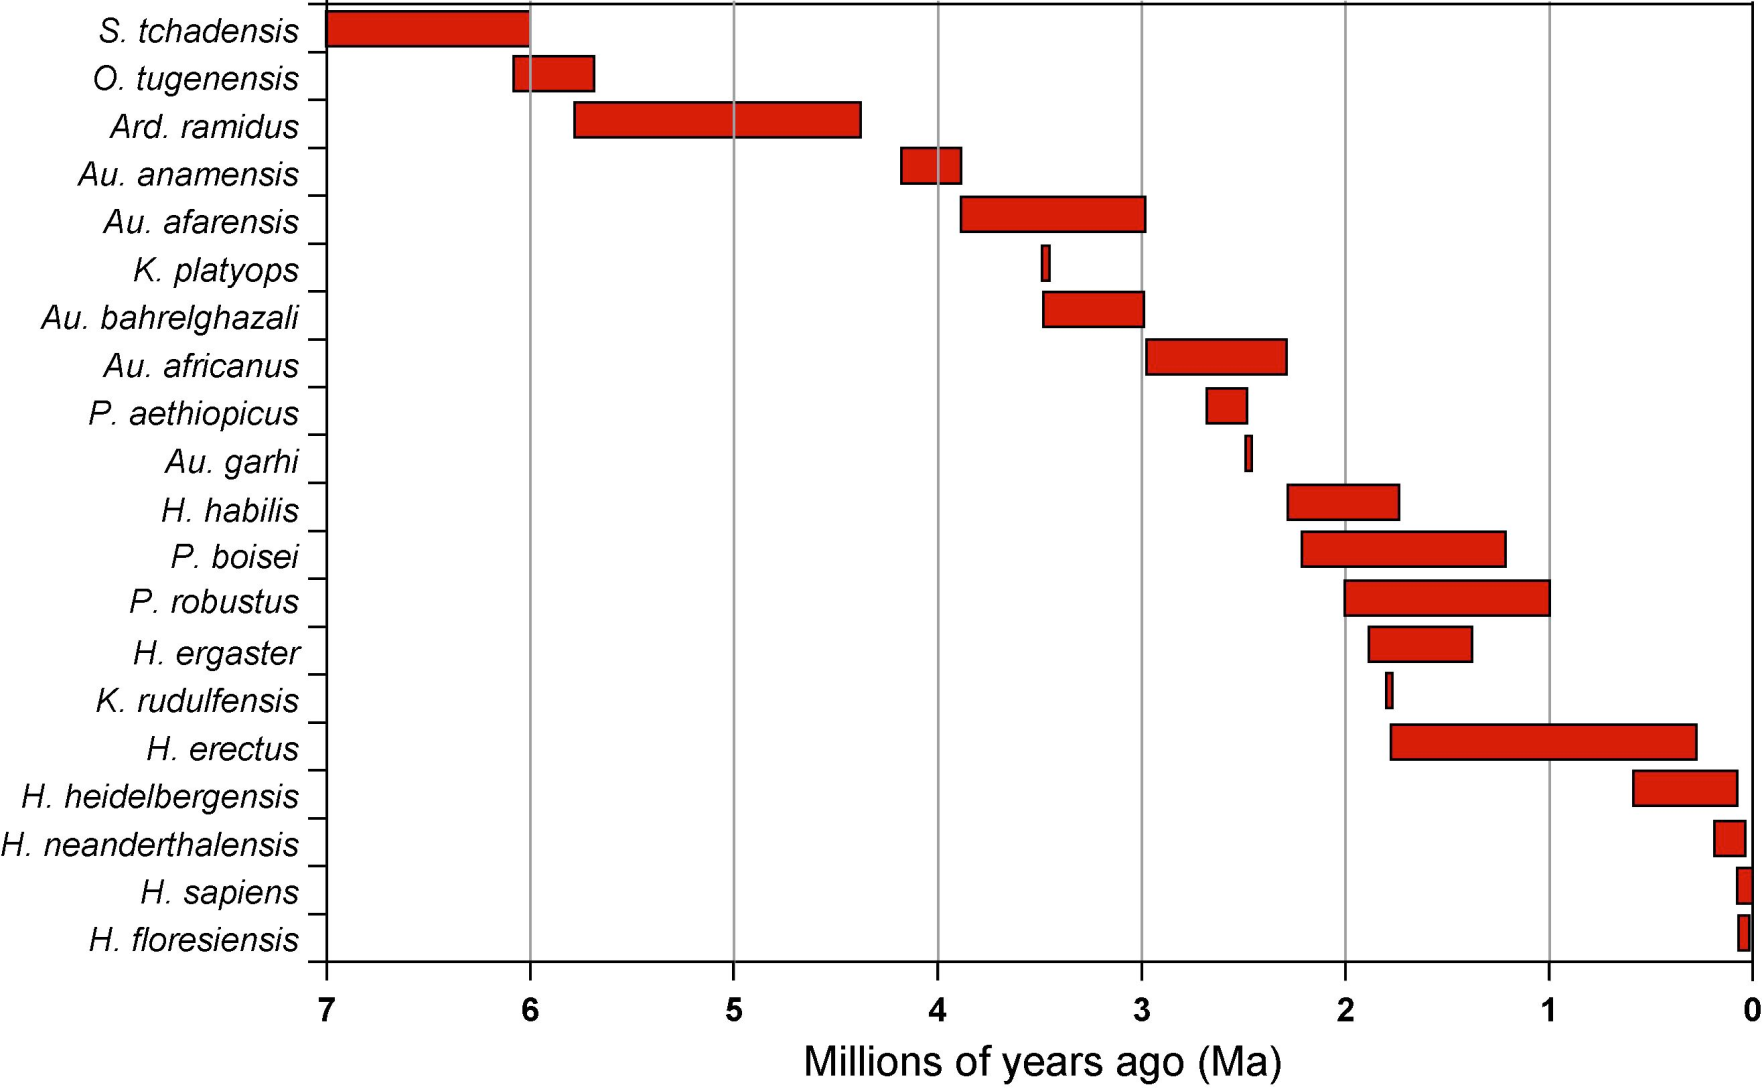 S. tchadensis
O. tugenensis
Ard. ramidus
Au. anamensis
Au. afarensis
K. platyops
Au. bahrelghazali
Au. africanus
P. aethiopicus
Au. garhi
H. habilis
P. boisei
P. robustus
H. ergaster
K. rudulfensis
H. erectus
H. heidelbergensis
H. neanderthalensis
H. sapiens
H. floresiensis
7 6 5 4 3 2 1 0
Millions of years ago (Ma)